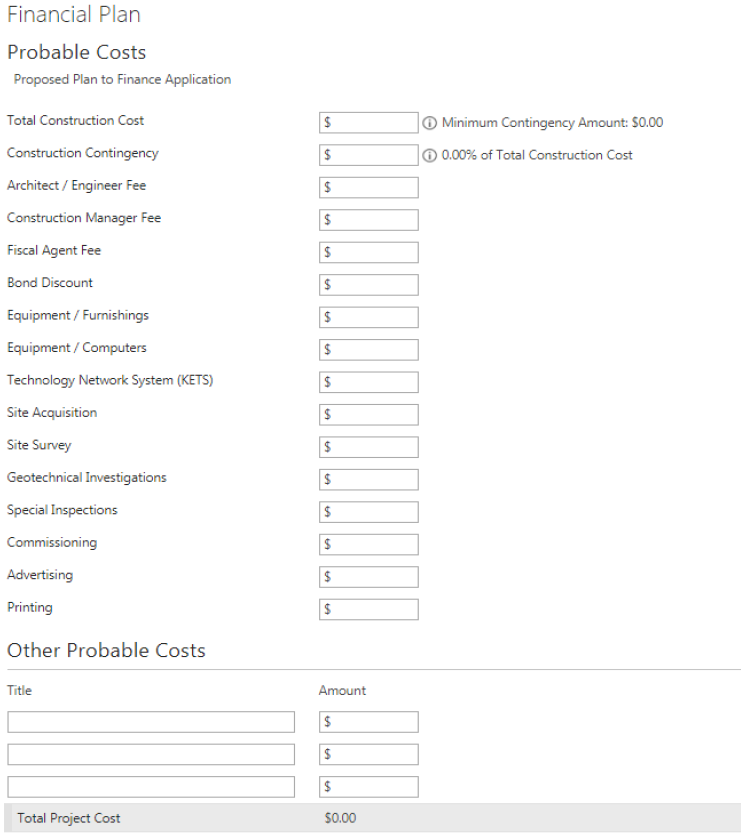 Financial Plan
Probable Costs
Proposed Plan to Finance Application
Total Construction Cost $ Minimum Contingency Amount: $0.00
Construction Contingency $ 0.00% of Total Construction Cost
Architect / Engineer Fee $
Construction Manager Fee $
Fiscal Agent Fee $
Bond Discount $
Equipment / Furnishings $
Equipment / Computers $
Technology Network System (KETS) $
Site Acquisition $
Site Survey $
Geotechnical Investigations $
Special Inspections $
Commissioning $
Advertising $
Printing $
Other Probable Costs
Title Amount
$
$
$
Total Project Cost $0.00